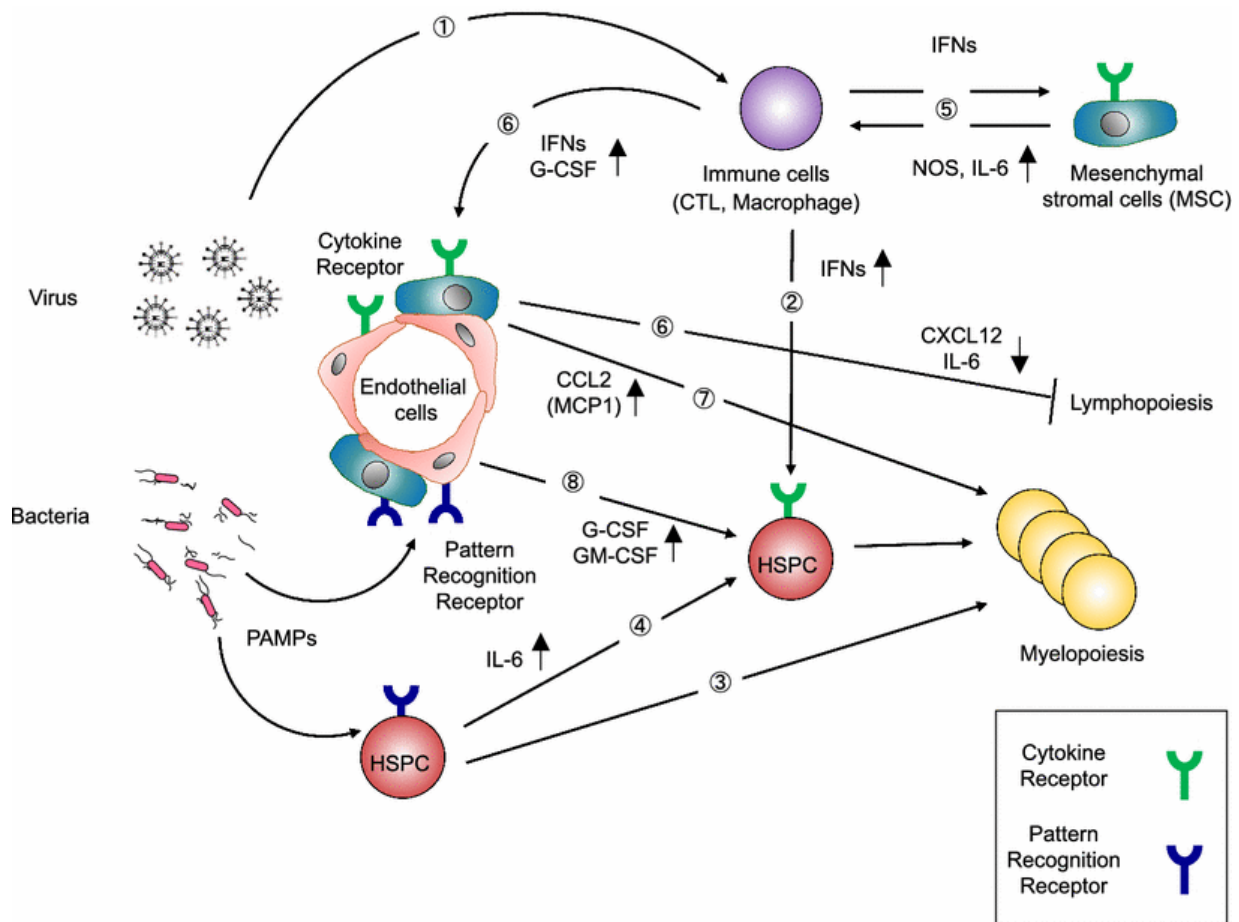 ①
IFNs
⑥
IFNs
G-CSF
⑤
NOS, IL-6
Immune cells
(CTL, Macrophage)
Mesenchymal
stromal cells (MSC)
Cytokine
Receptor
IFNs
②
Virus
⑥
CXCL12
IL-6
Endothelial
cells
CCL2
(MCP1)
⑦
Lymphopoiesis
⑧
Bacteria
G-CSF
GM-CSF
HSPC
Pattern
Recognition
Receptor
PAMPs
④
IL-6
③
Myelopoiesis
HSPC
Cytokine
Receptor
Pattern
Recognition
Receptor